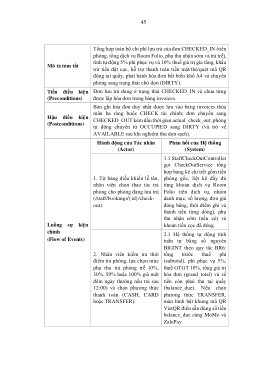 45
Mô tả tóm tắt
Tổng hợp toàn bộ chi phí lưu trú của đơn CHECKED_IN (tiền
phòng, tổng dịch vụ Room Folio, phụ thu nhận sớm và trả trễ),
tính tự động 5% phí phục vụ và 10% thuế giá trị gia tăng, khấu
trừ tiền đặt cọc, hỗ trợ thanh toán tiền mặt/thẻ/quét mã QR
động tại quầy, phát hành hóa đơn bắt biến khổ A4 và chuyển
phòng sang trạng thái chờ dọn (DIRTY).
Tiền điều kiện
(Preconditions)
Đơn lưu trú đang ở trạng thái CHECKED_IN và chưa từng
được lập hóa đơn trong bảng invoices.
Hậu điều kiện
(Postconditions)
Bản ghi hóa đơn duy nhất được lưu vào bảng invoices (hóa
mẫu ba ràng buộc CHECK tài chính; đơn chuyển sang
CHECKED_OUT kèm dấu thời gian actual_check_out; phòng
tự động chuyển từ OCCUPIED sang DIRTY (và trở về
AVAILABLE sau khi nghiệm thu dọn sạch).
Luồng sự kiện
chính
(Flow of Events)
Hành động của Tác nhân
(Actor)
Phản hồi của Hệ thống
(System)
1. Từ bảng điều khiển lễ tân,
nhân viên chọn thao tác trả
phòng cho phòng đang lưu trú
(/staff/bookings/[id]/check-
out).
1.1 StaffCheckOutController
gọi CheckOutService tổng
hợp bảng kê chi tiết gồm tiền
phòng gốc, liệt kê đầy đủ
từng khoản dịch vụ Room
Folio (tên dịch vụ, nhóm
danh mục, số lượng, đơn giá
đóng băng, thời điểm ghi và
thành tiền từng dòng), phụ
thu nhận sớm (nếu có) và
khoản tiền cọc đã đóng.
2. Nhân viên kiểm tra thời
điểm trả phòng, lựa chọn mức
phụ thu trả phòng trễ (0%,
30%, 50% hoặc 100% giá một
đêm ngày thường nếu trả sau
12:00) và chọn phương thức
thanh toán (CASH, CARD
hoặc TRANSFER).
2.1 Hệ thống tự động tính
toán tự bảng số nguyên
BIGINT theo quy tắc BR6:
tổng trước thuế phí
(subtotal), phí phục vụ 5%,
thuế GTGT 10%, tổng giá trị
hóa đơn (grand_total) và số
tiền còn phải thu tại quầy
(balance_due). Nếu chọn
phương thức TRANSFER,
màn hình bật khung mã QR
VietQR điền sẵn đúng số tiền
balance_due cùng MoMo và
ZaloPay.